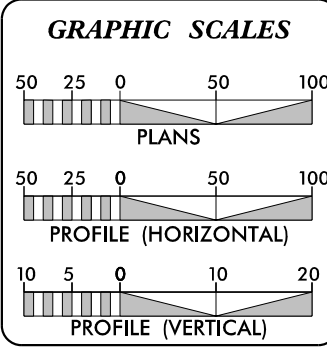 GRAPHIC SCALES
50 25 0 50 100
PLANS
50 25 0 50 100
PROFILE (HORIZONTAL)
10 5 0 10 20
PROFILE (VERTICAL)